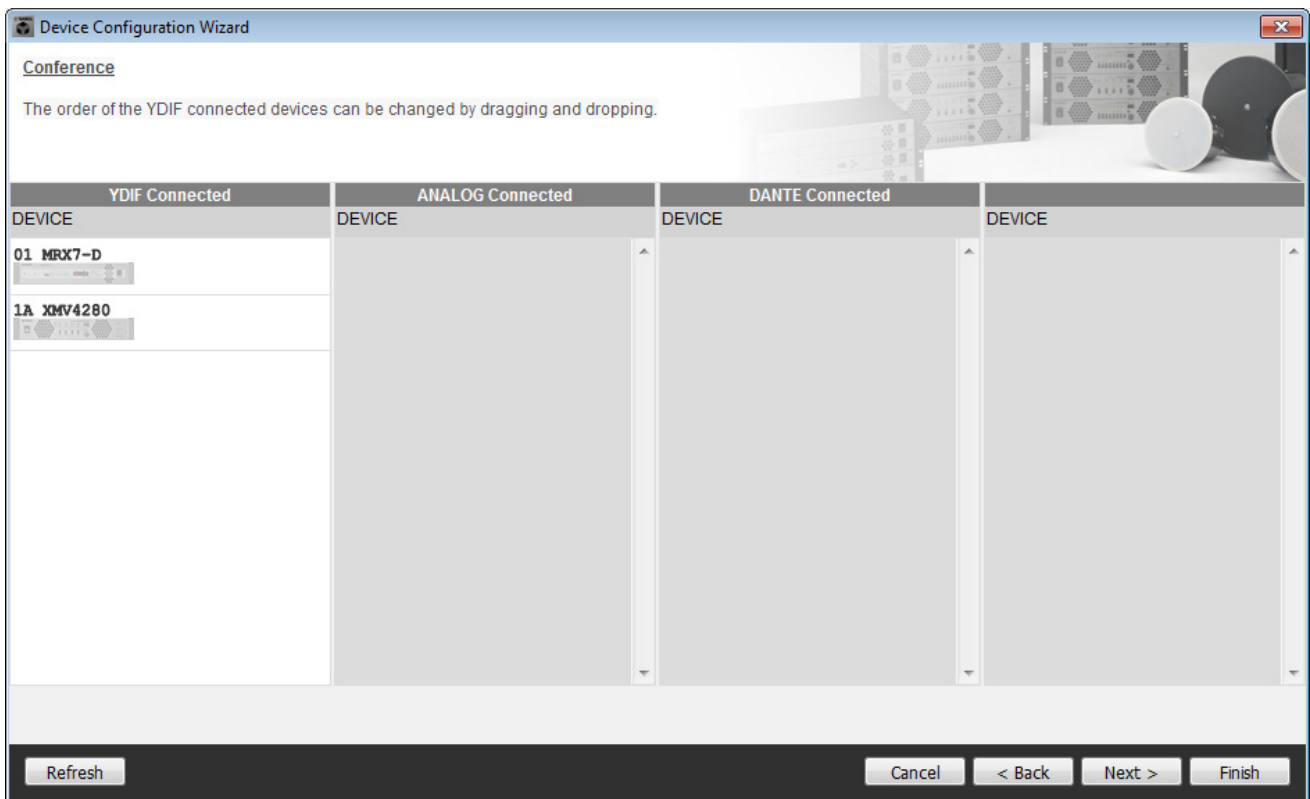 Device Configuration Wizard
Conference
The order of the YDIF connected devices can be changed by dragging and dropping.
YDIF Connected ANALOG Connected DANTE Connected
DEVICE DEVICE DEVICE DEVICE
01 MRX7-D
1A XMV4280
Refresh Cancel < Back Next > Finish